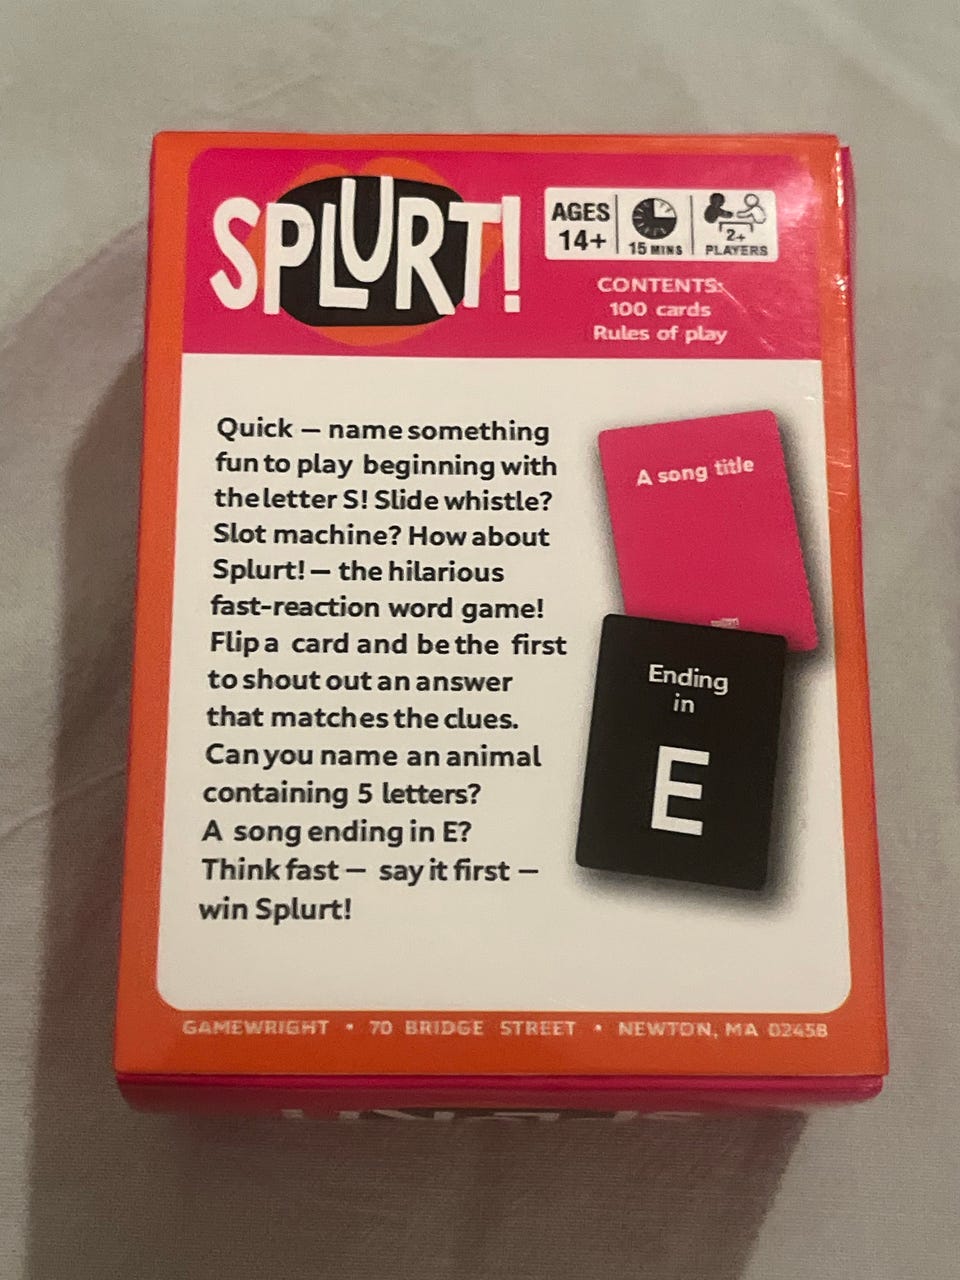 SPLURT!
AGES
14+
15 MINS
2+
PLAYERS
CONTENTS:
100 cards
Rules of play
Quick – name something
fun to play beginning with
the letter S! Slide whistle?
Slot machine? How about
Splurt! – the hilarious
fast-reaction word game!
Flip a card and be the first
to shout out an answer
that matches the clues.
Can you name an animal
containing 5 letters?
A song ending in E?
Think fast – say it first –
win Splurt!
A song title
Ending
in
E
GAMEWRIGHT • 70 BRIDGE STREET • NEWTON, MA 02458